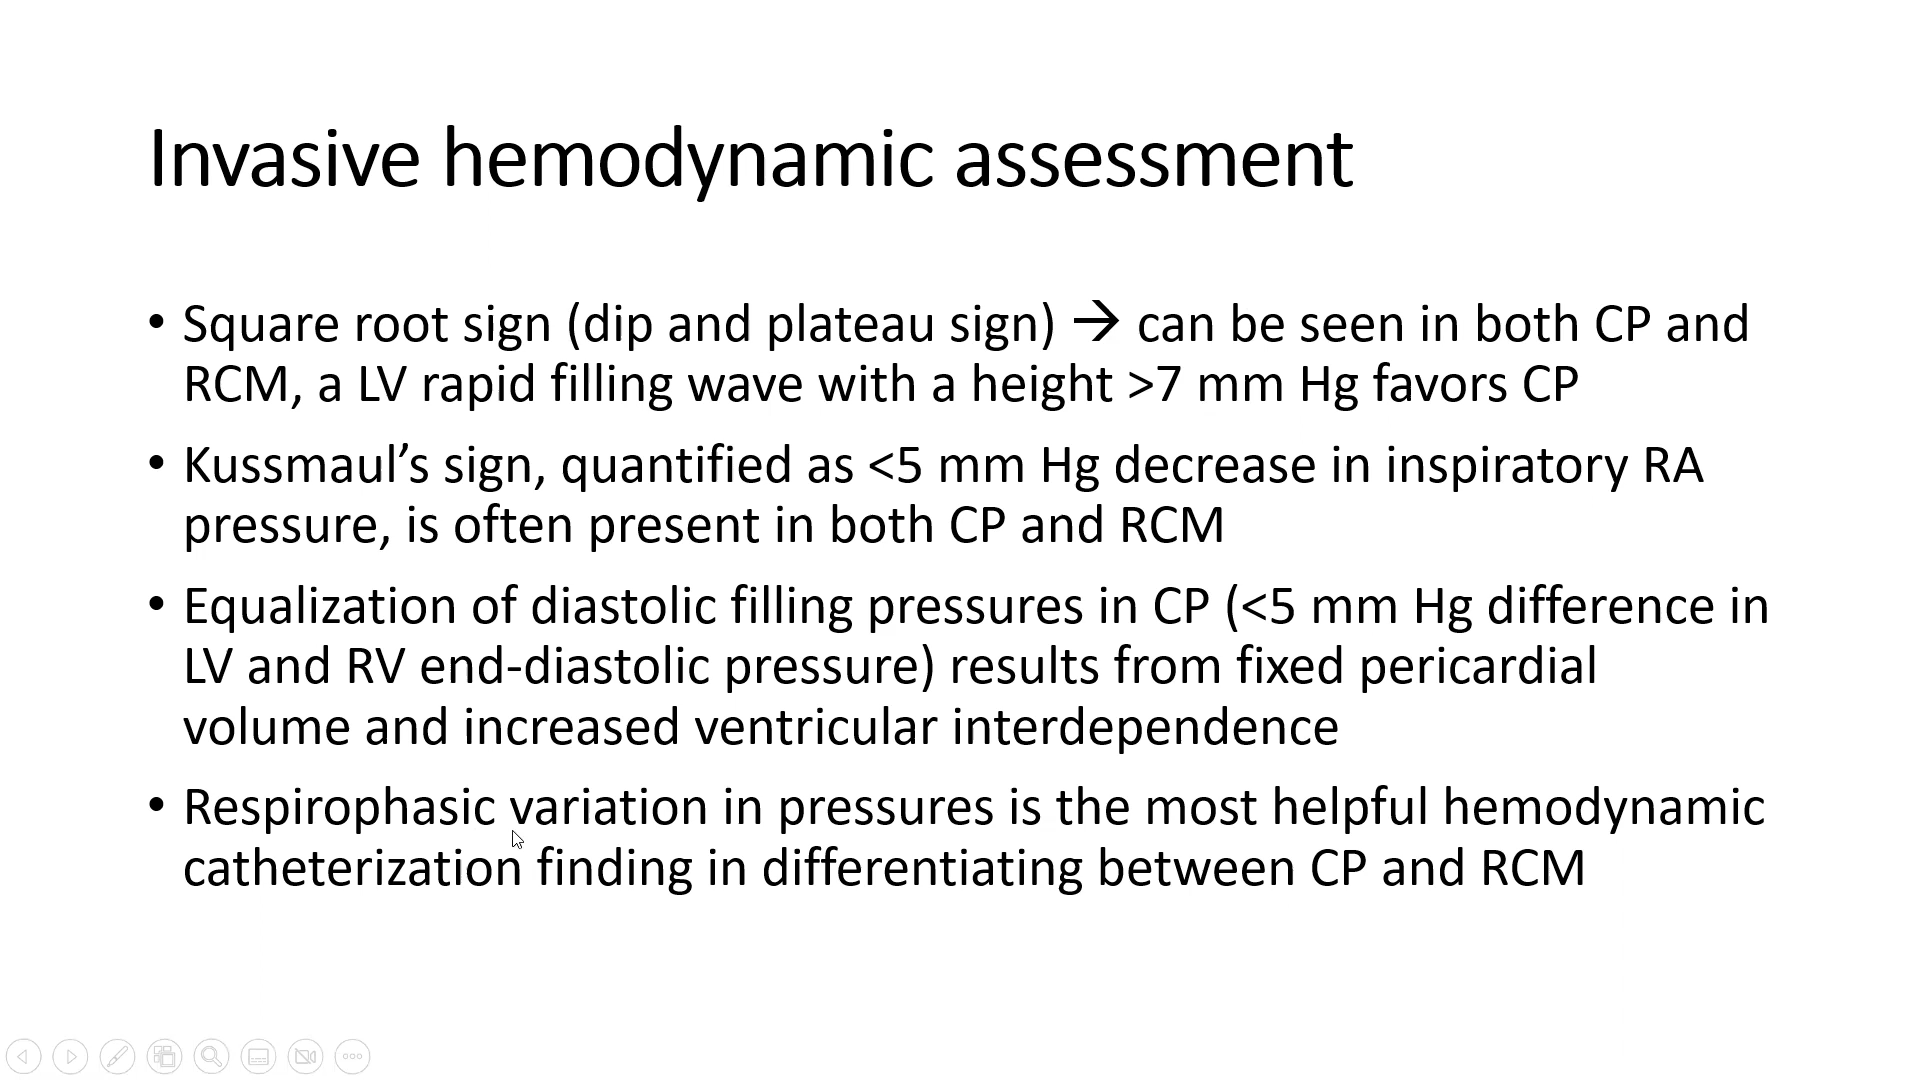 Invasive hemodynamic assessment
• Square root sign (dip and plateau sign) → can be seen in both CP and
RCM, a LV rapid filling wave with a height >7 mm Hg favors CP
• Kussmaul’s sign, quantified as <5 mm Hg decrease in inspiratory RA
pressure, is often present in both CP and RCM
• Equalization of diastolic filling pressures in CP (<5 mm Hg difference in
LV and RV end-diastolic pressure) results from fixed pericardial
volume and increased ventricular interdependence
• Respirophasic variation in pressures is the most helpful hemodynamic
catheterization finding in differentiating between CP and RCM